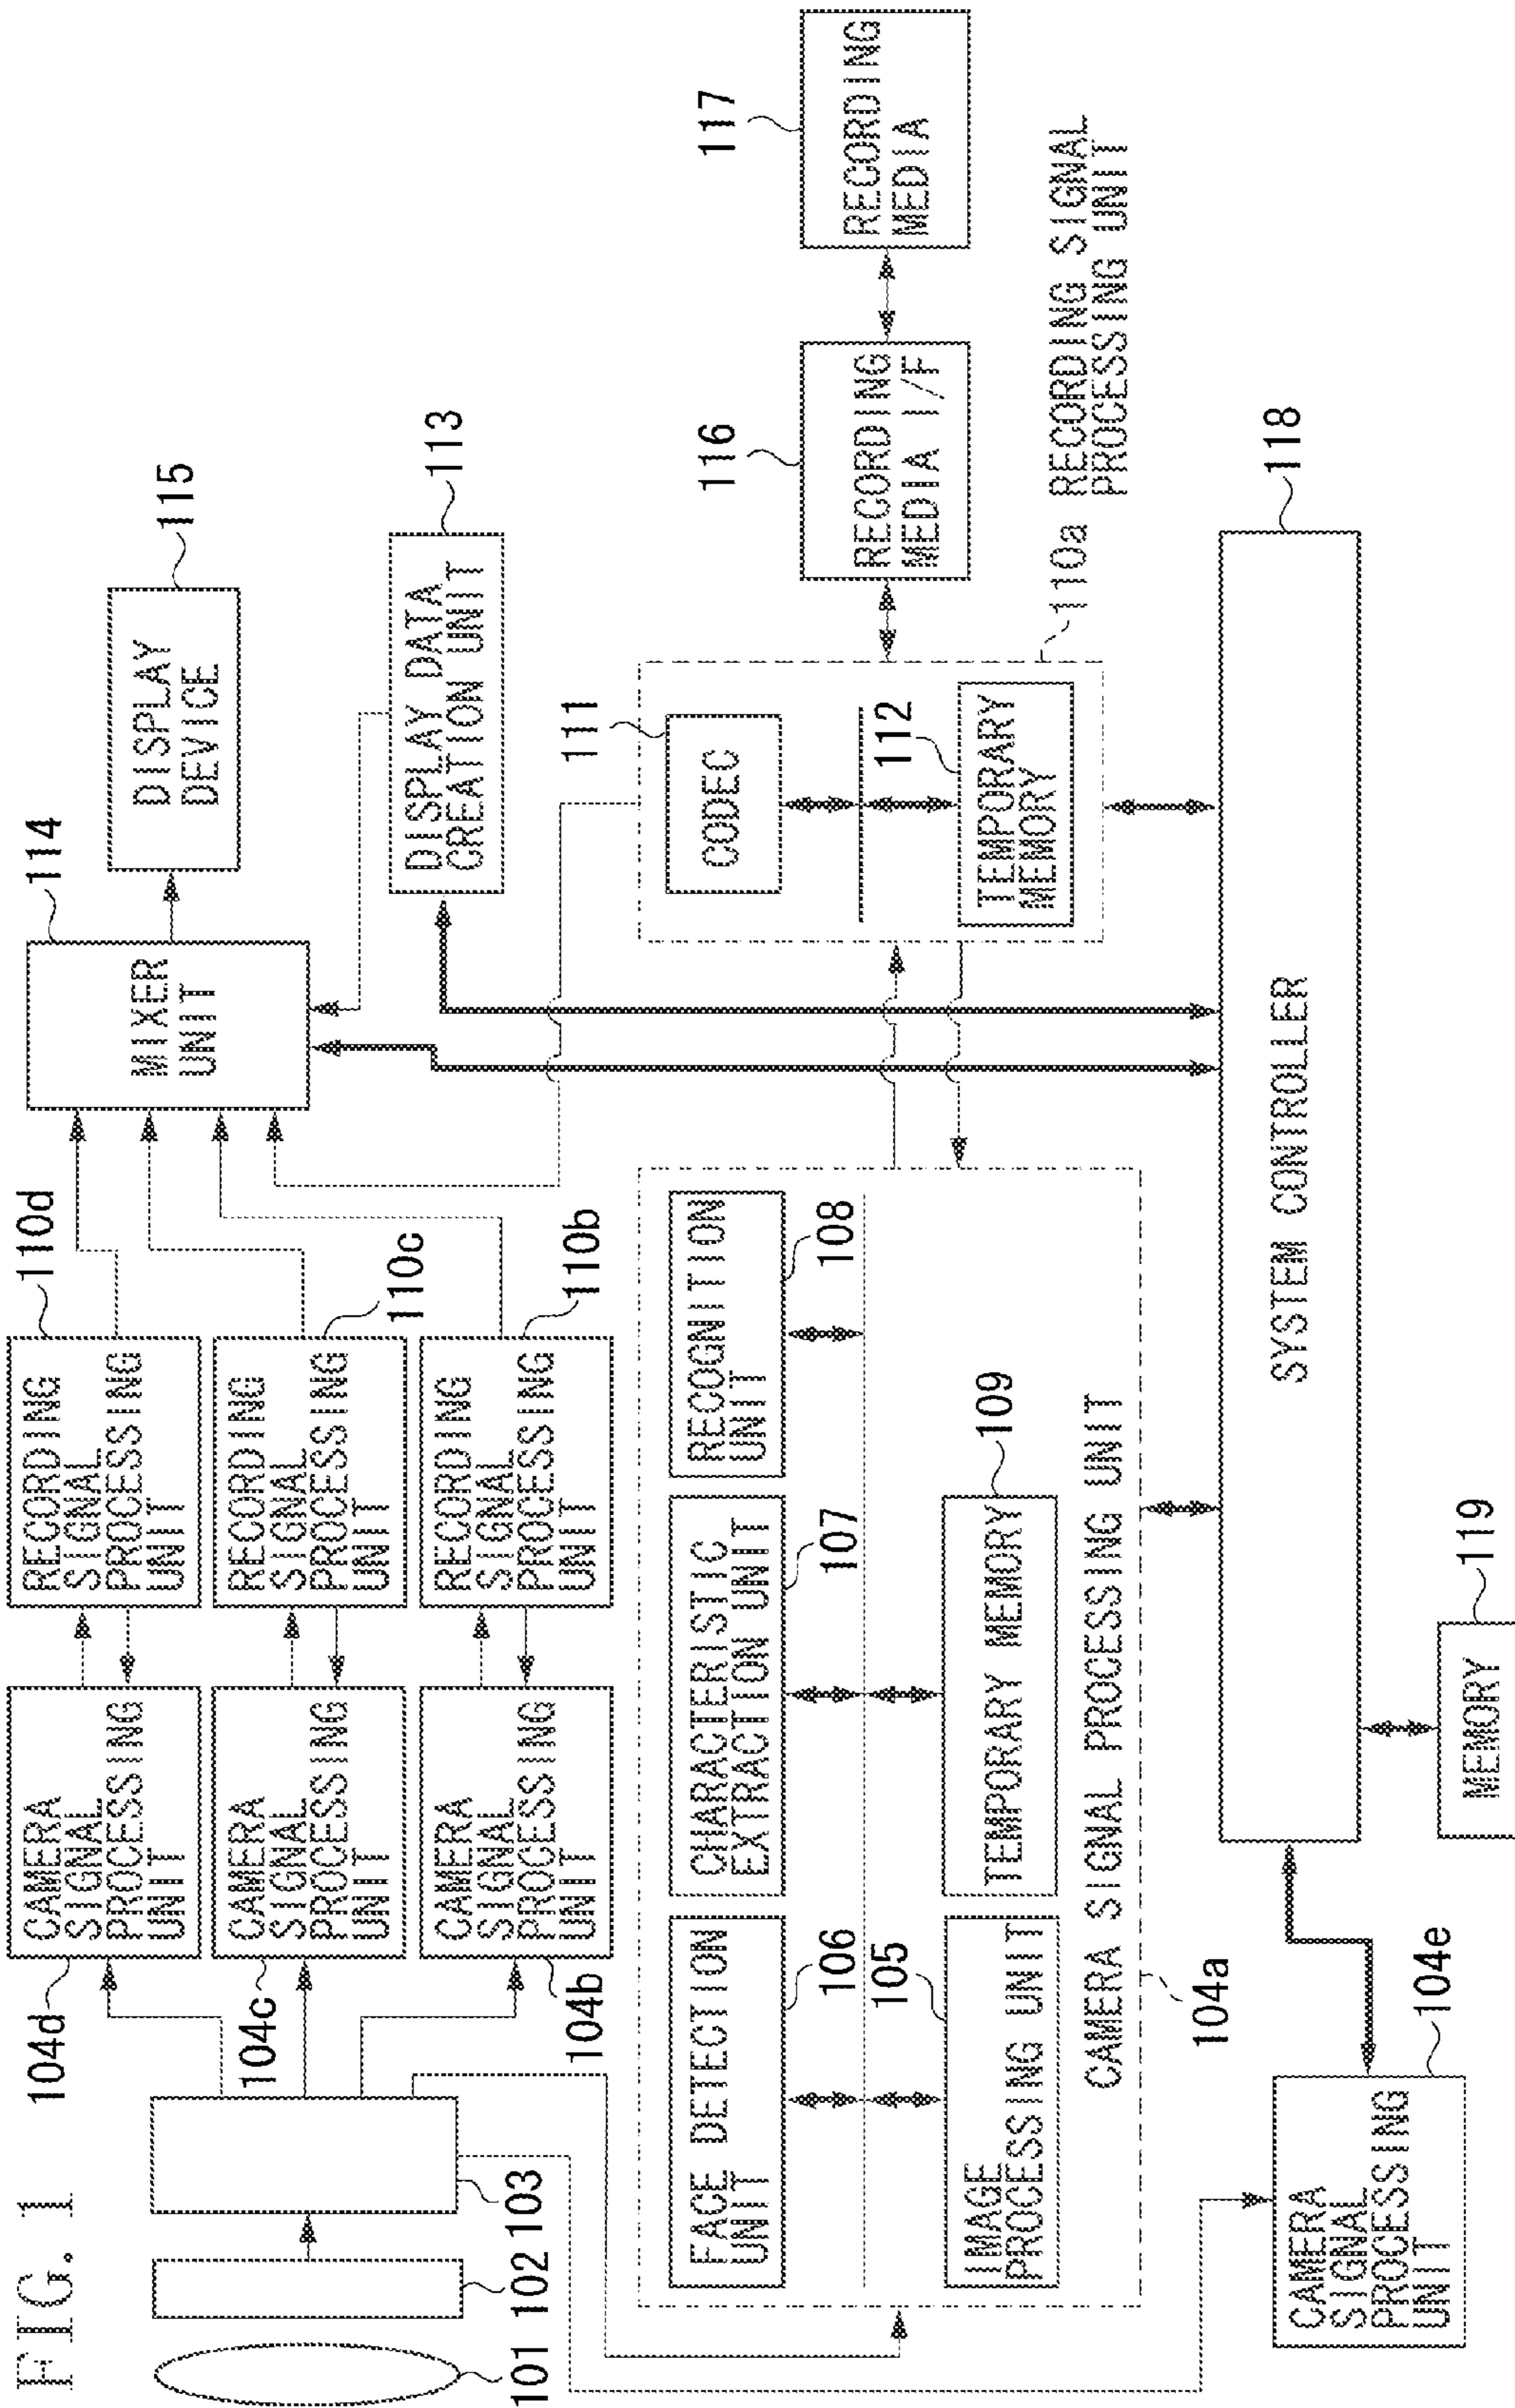 FIG. 1
101
102
103
104d
CAMERA
SIGNAL
PROCESSING
UNIT
104c
CAMERA
SIGNAL
PROCESSING
UNIT
104b
CAMERA
SIGNAL
PROCESSING
UNIT
110d
RECORDING
SIGNAL
PROCESSING
UNIT
110c
RECORDING
SIGNAL
PROCESSING
UNIT
110b
RECORDING
SIGNAL
PROCESSING
UNIT
114
MIXER
UNIT
115
DISPLAY
DEVICE
113
DISPLAY DATA
CREATION UNIT
FACE DETECTION
UNIT
106
CHARACTERISTIC
EXTRACTION UNIT
107
RECOGNITION
UNIT
108
105
IMAGE
PROCESSING UNIT
109
TEMPORARY MEMORY
CAMERA SIGNAL PROCESSING UNIT
104a
111
CODEC
112
TEMPORARY
MEMORY
110a RECORDING SIGNAL
PROCESSING UNIT
116
RECORDING
MEDIA I/F
117
RECORDING
MEDIA
118
SYSTEM CONTROLLER
119
MEMORY
104e
CAMERA
SIGNAL
PROCESSING
UNIT